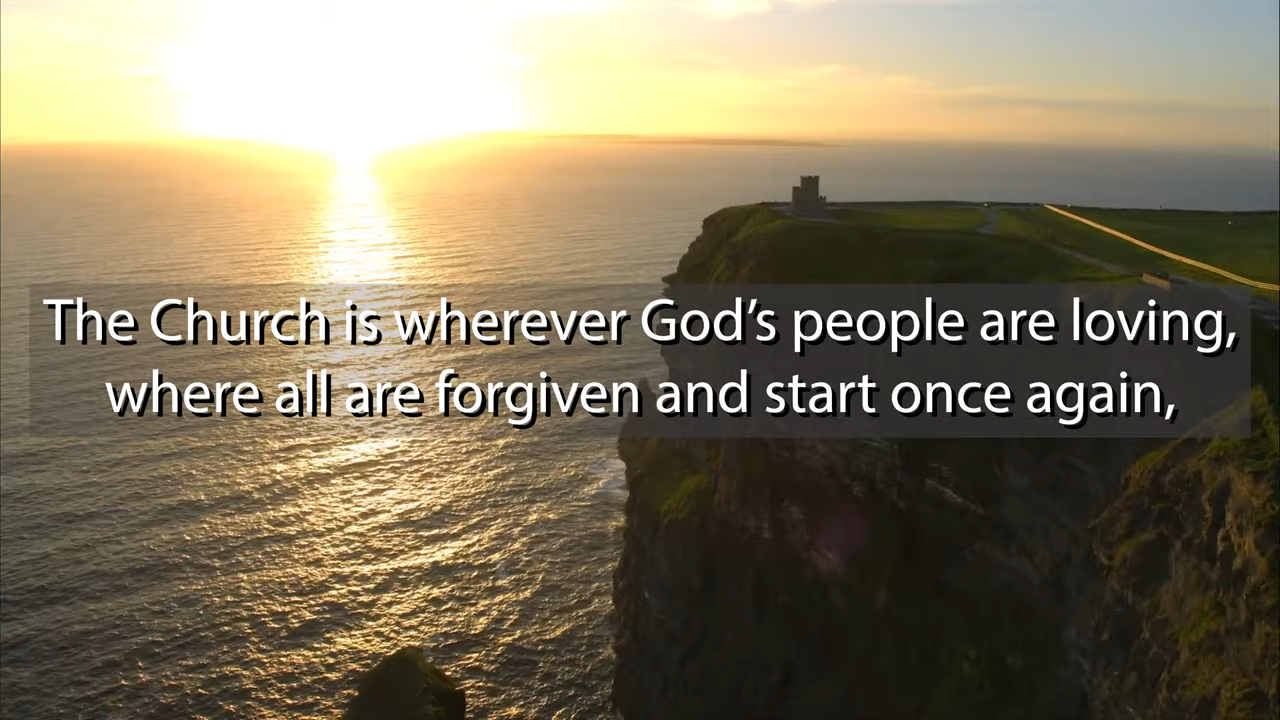 The Church is wherever God’s people are loving,
where all are forgiven and start once again,